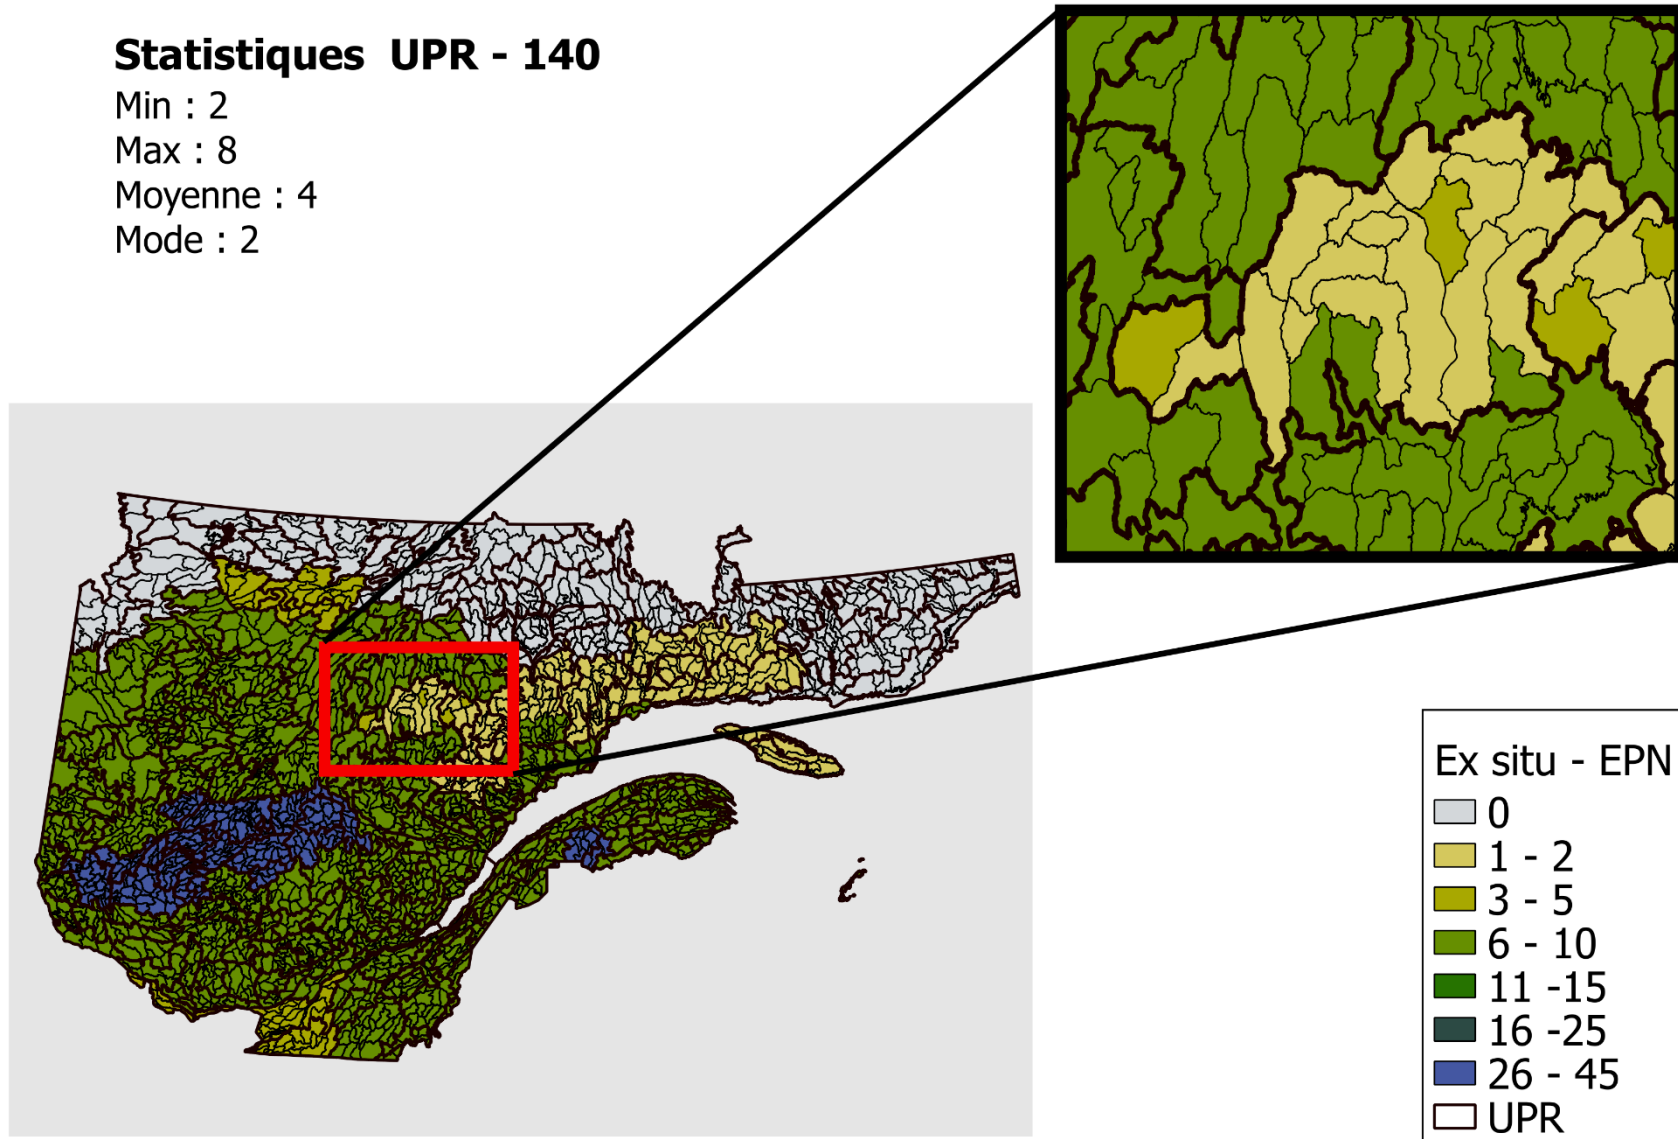 Statistiques  UPR - 140
Min : 2
Max : 8
Moyenne : 4
Mode : 2
Ex situ - EPN
0
1 - 2
3 - 5
6 - 10
11 -15
16 -25
26 - 45
UPR